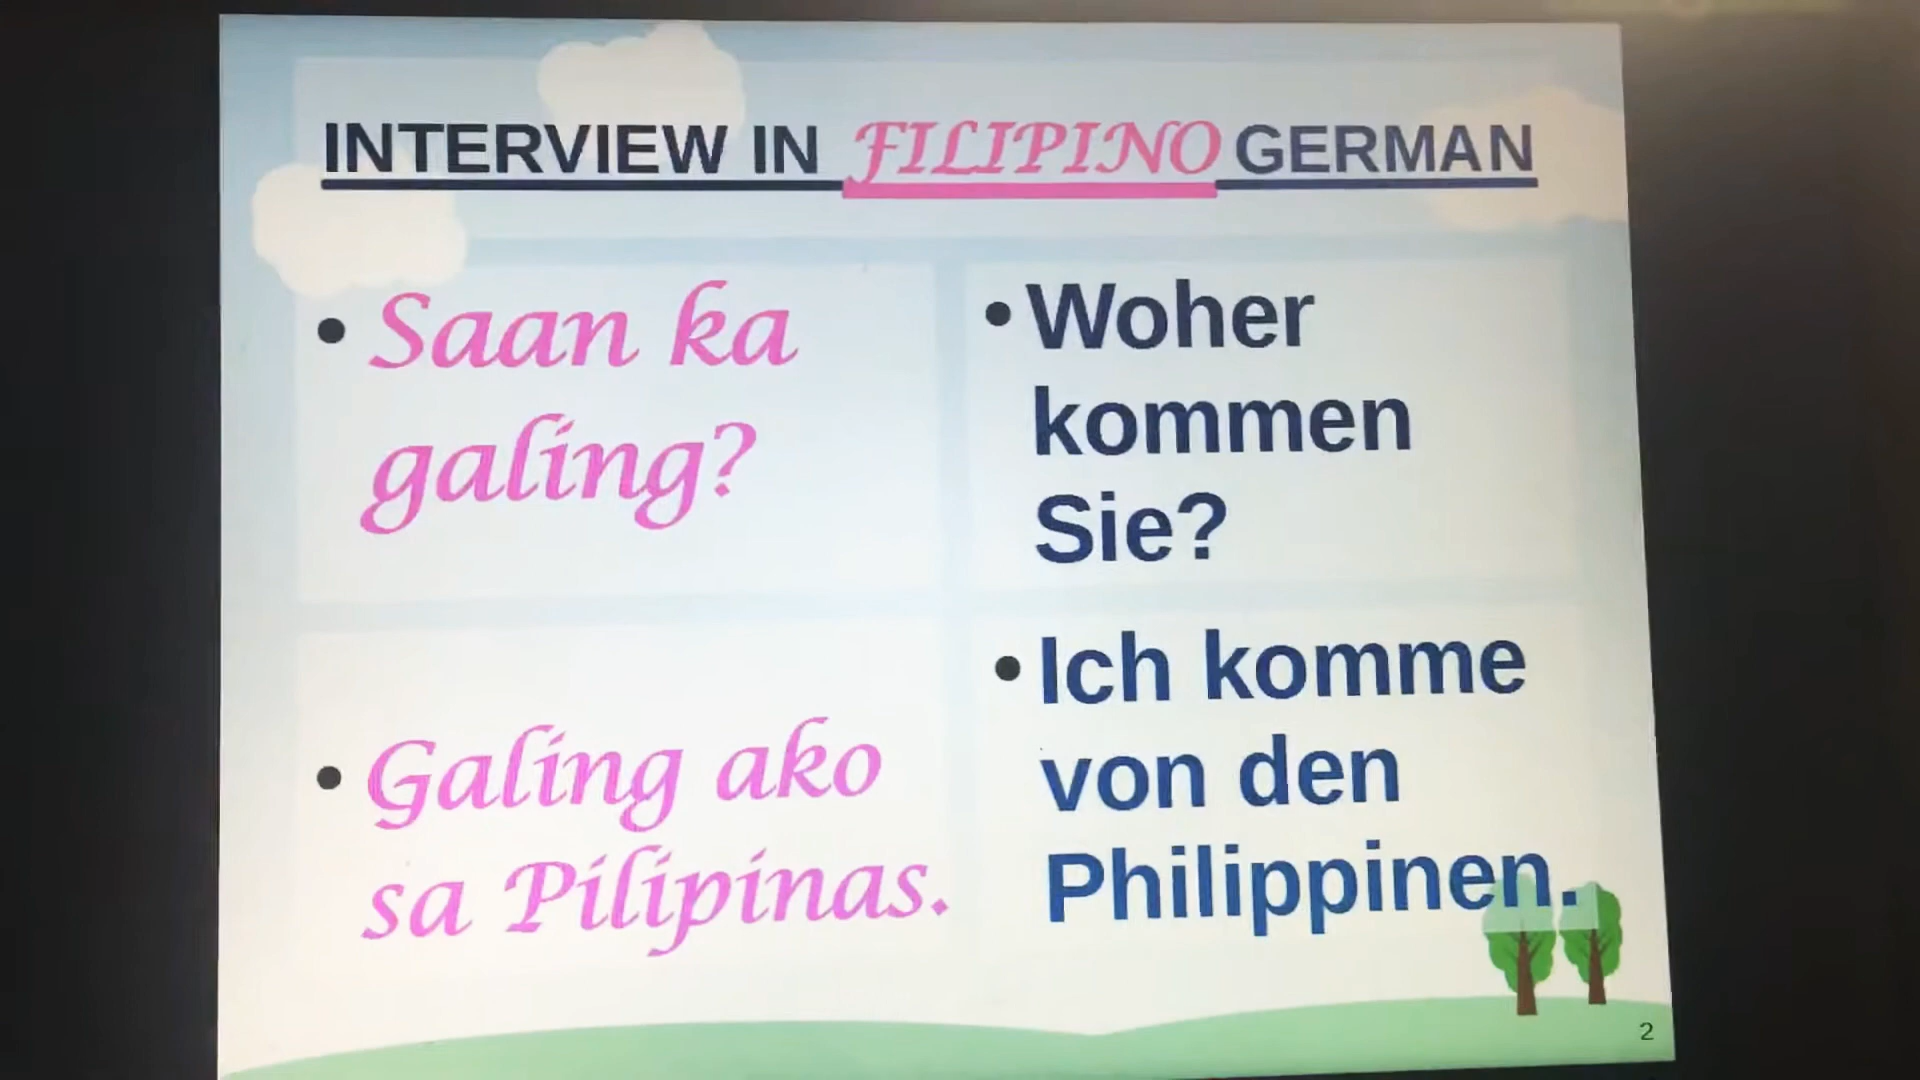 INTERVIEW IN FILIPINO GERMAN
• Saan ka
galing?
• Woher
kommen
Sie?
• Galing ako
sa Pilipinas.
• Ich komme
von den
Philippinen.
2